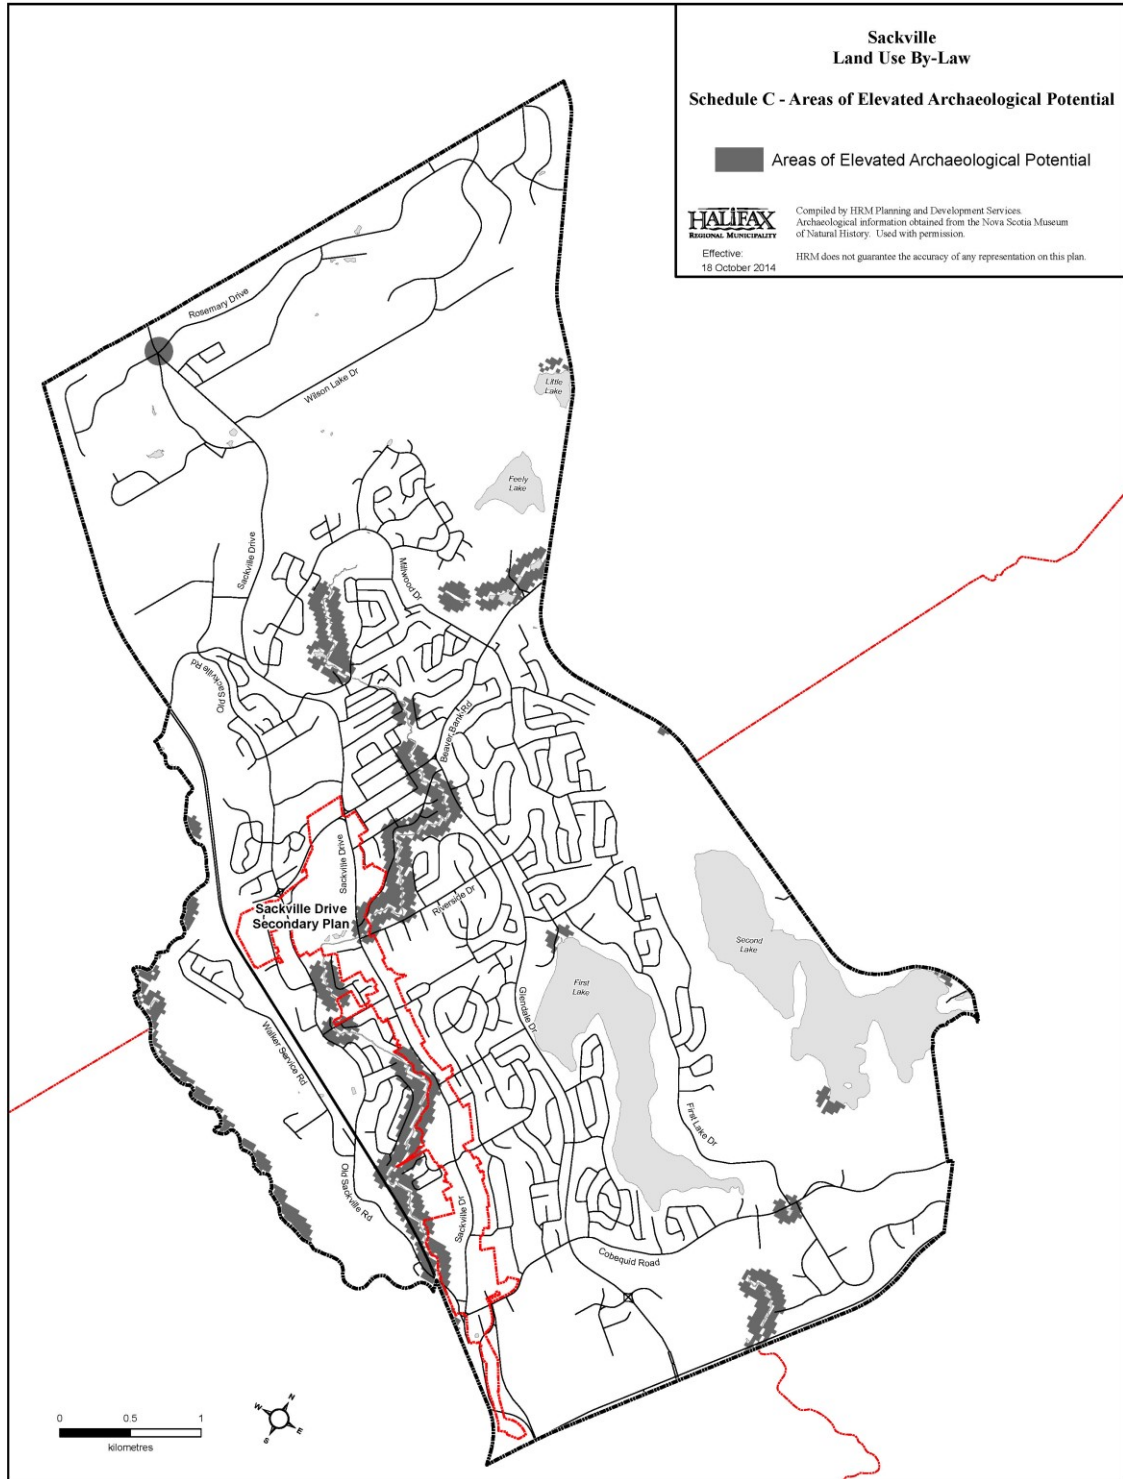 Sackville
Land Use By-Law
Schedule C - Areas of Elevated Archaeological Potential
Areas of Elevated Archaeological Potential
HALIFAX
REGIONAL MUNICIPALITY
Compiled by HRM Planning and Development Services.
Archaeological information obtained from the Nova Scotia Museum
of Natural History. Used with permission.
Effective:
18 October 2014
HRM does not guarantee the accuracy of any representation on this plan.
Rosemary Drive
Wilson Lake Dr
Little
Lake
Feely
Lake
Sackville Drive
Millwood Dr
Old Sackville Rd
Beaver Bank Rd
Sackville Drive
Riverside Dr
Sackville Drive
Secondary Plan
Second
Lake
First
Lake
Glendale Dr
Walker Service Rd
First Lake Dr
Old Sackville Rd
Sackville Dr
Cobequid Road
N
W
E
S
0 0.5 1
kilometres